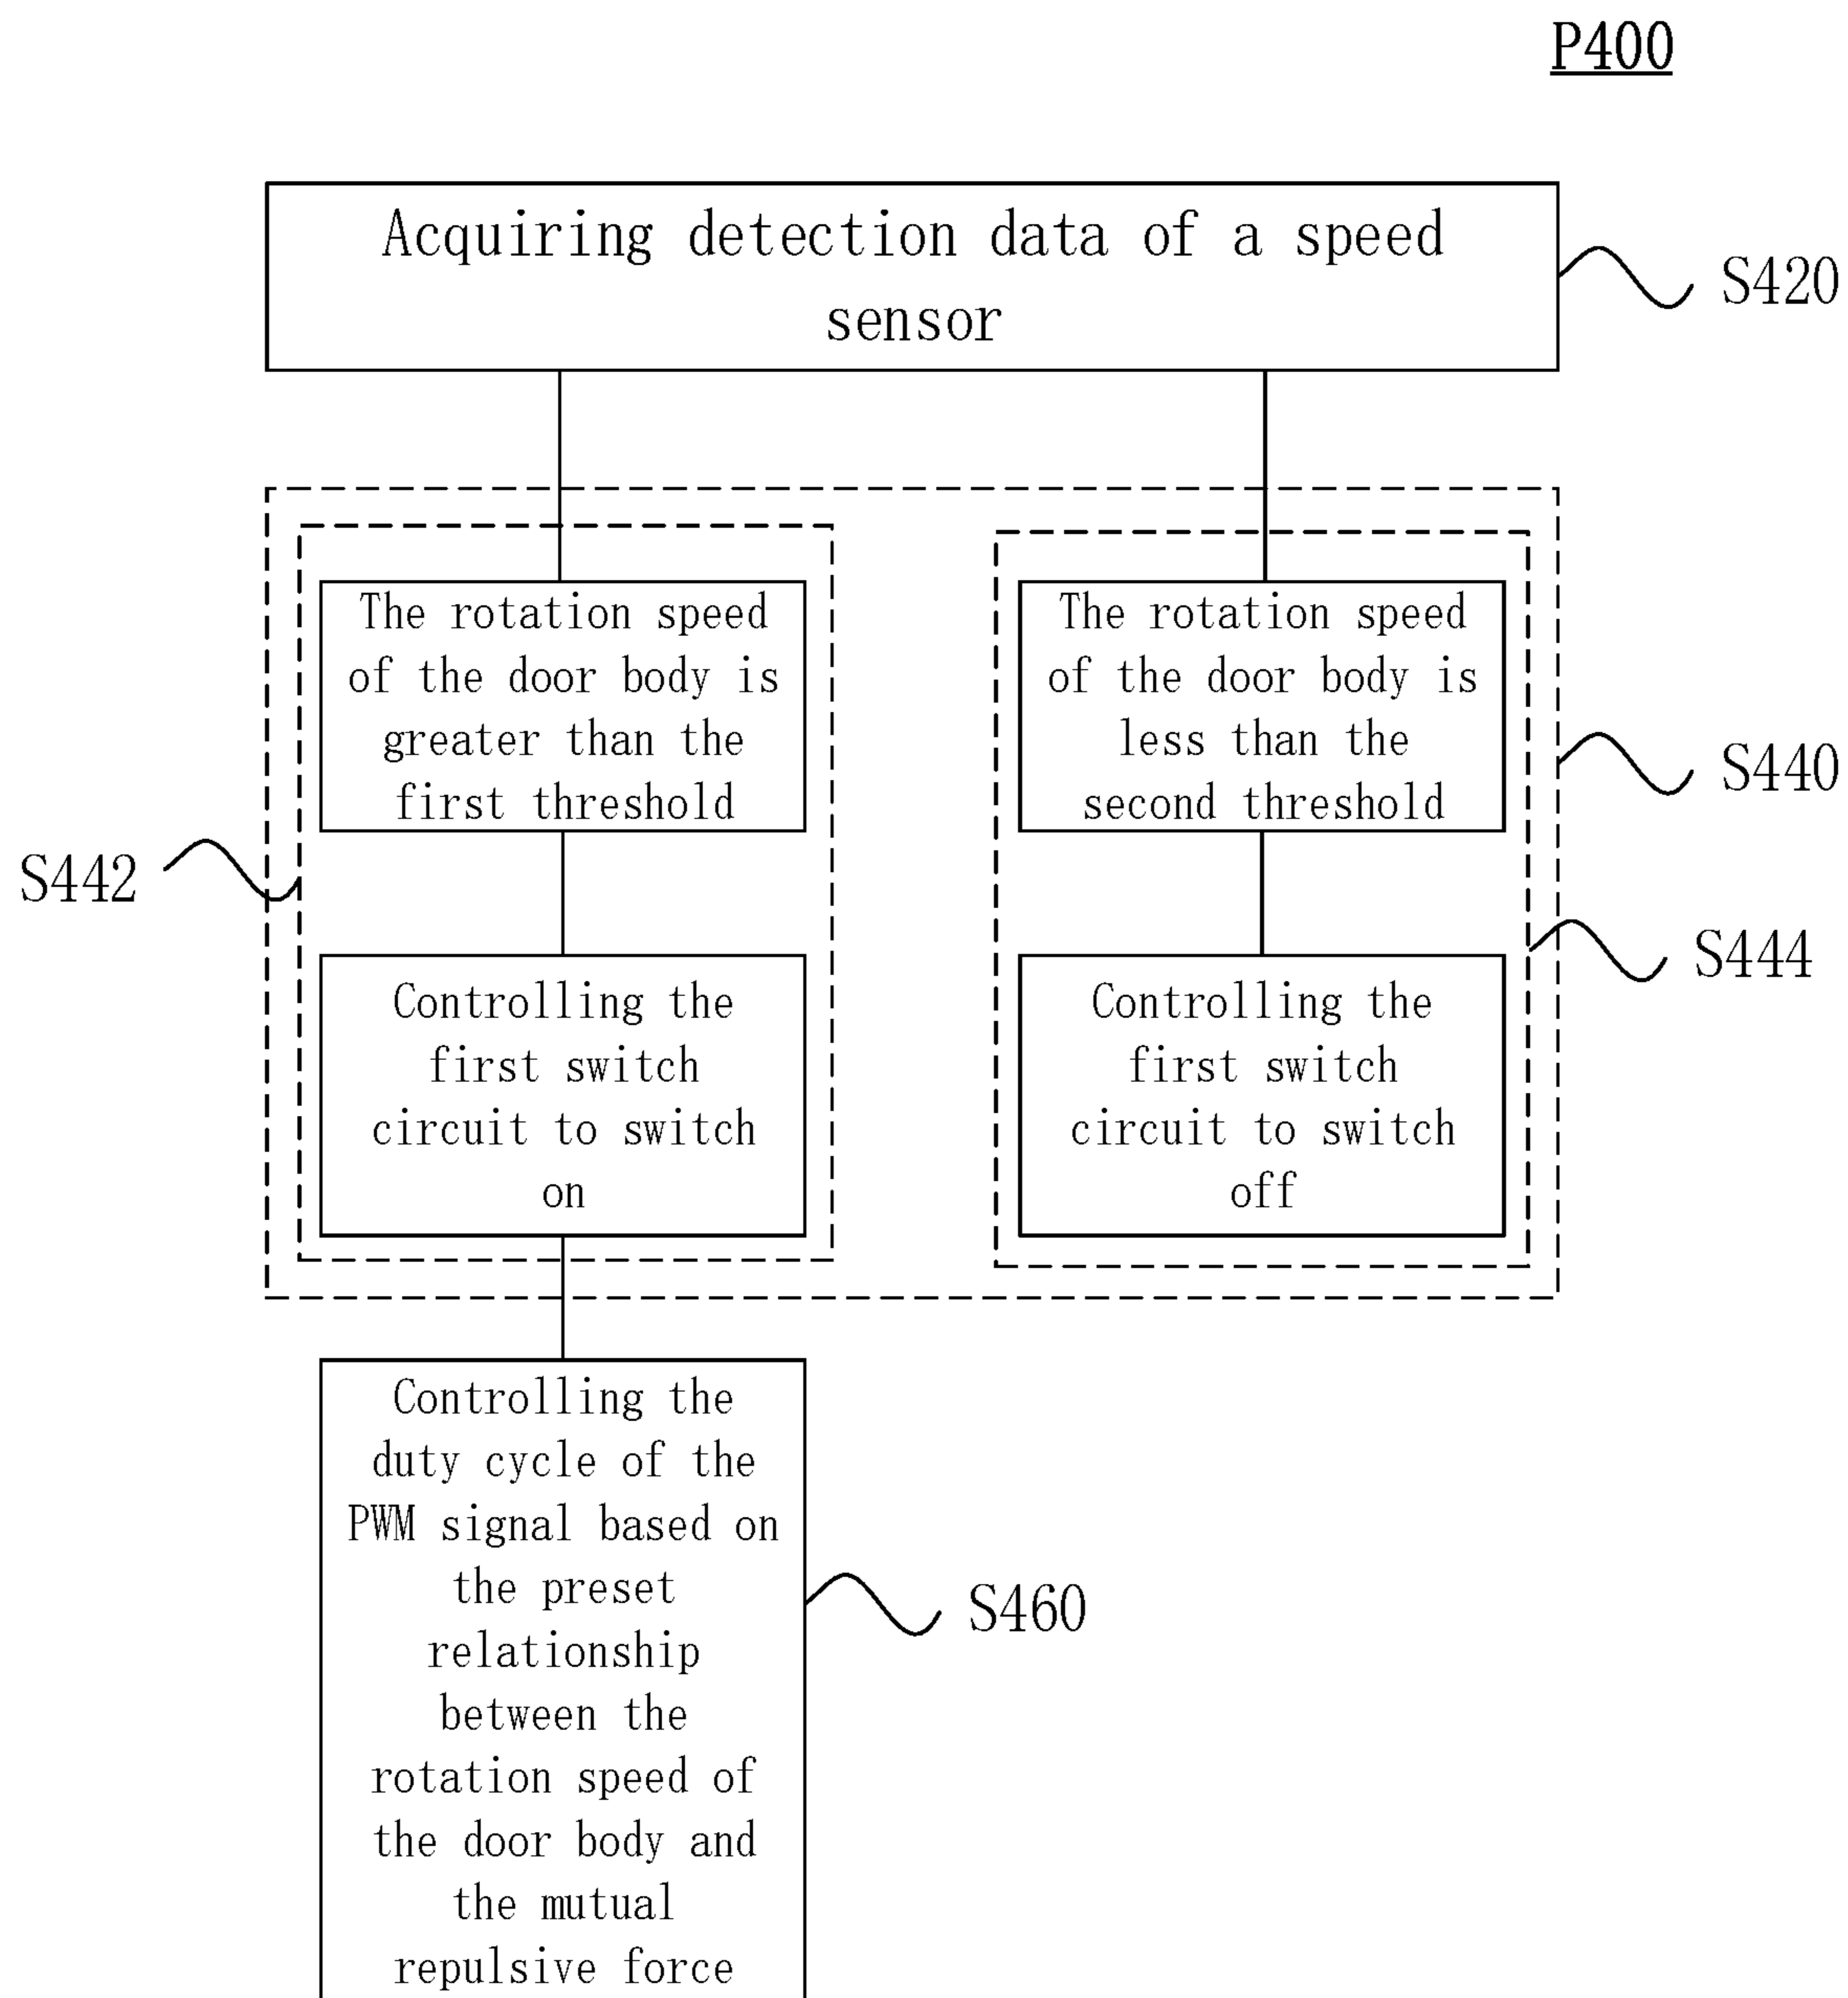 P400
Acquiring detection data of a speed
sensor
S420
The rotation speed
of the door body is
greater than the
first threshold
The rotation speed
of the door body is
less than the
second threshold
S440
S442
Controlling the
first switch
circuit to switch
on
Controlling the
first switch
circuit to switch
off
S444
Controlling the
duty cycle of the
PWM signal based on
the preset
relationship
between the
rotation speed of
the door body and
the mutual
repulsive force
S460